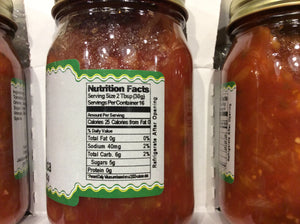 Nutrition Facts
Serving Size 2 Tbsp (30g)
Servings Per Container 16
Amount Per Serving
Calories 25 Calories from Fat 0
% Daily Value
Total Fat 0g 0%
Sodium 40mg 2%
Total Carb. 6g 2%
Sugars 5g
Protein 0g
Refrigerate After Opening